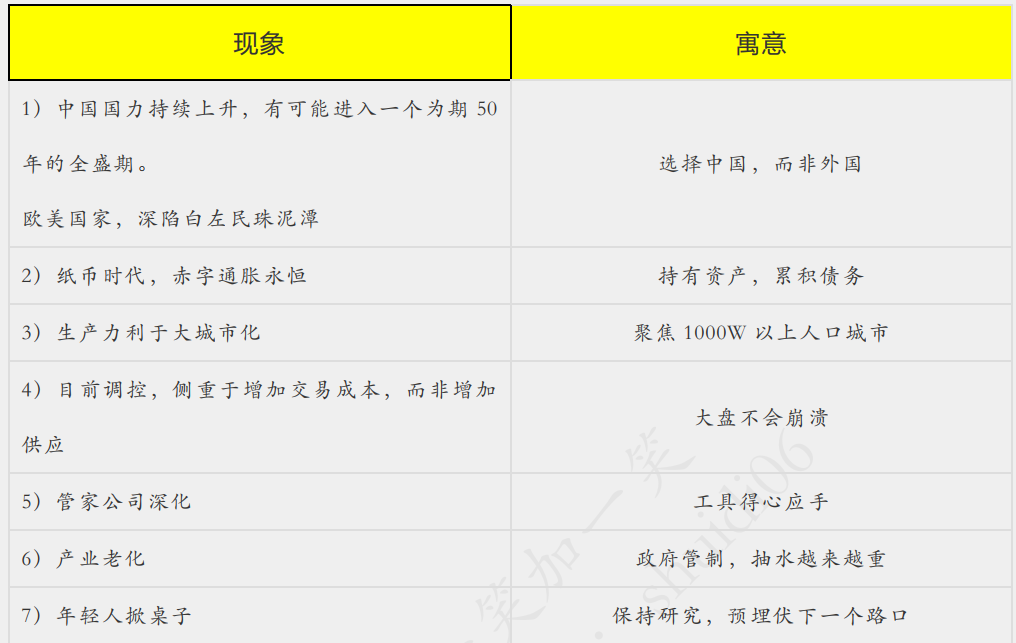 现象
寓意
1）中国国力持续上升，有可能进入一个为期 50
年的全盛期。
欧美国家，深陷白左民珠泥潭
选择中国，而非外国
2）纸币时代，赤字通胀永恒
持有资产，累积债务
3）生产力利于大城市化
聚焦 1000W 以上人口城市
4）目前调控，侧重于增加交易成本，而非增加
供应
大盘不会崩溃
5）管家公司深化
工具得心应手
6）产业老化
政府管制，抽水越来越重
7）年轻人掀桌子
保持研究，预埋伏下一个路口
笑加一笑
shuidi06